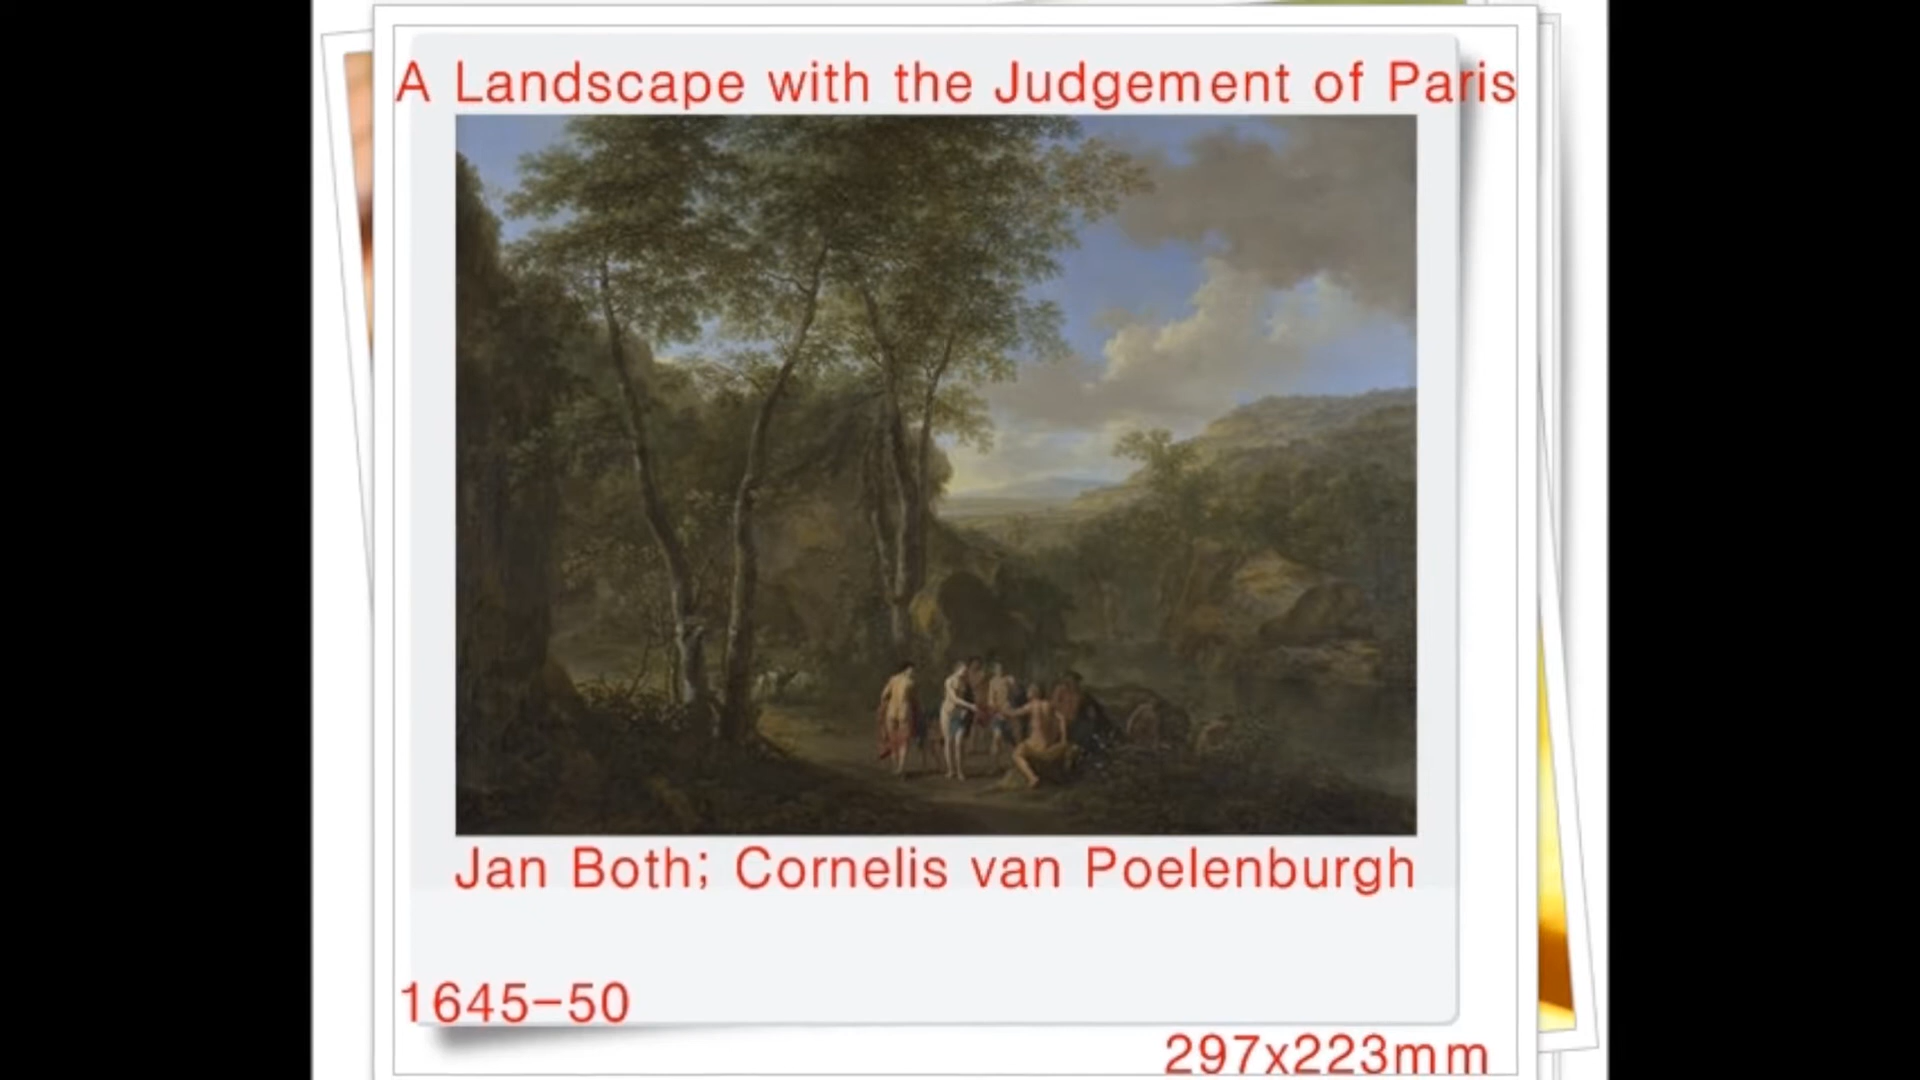 A Landscape with the Judgement of Paris
Jan Both; Cornelis van Poelenburgh
1645-50
297x223mm